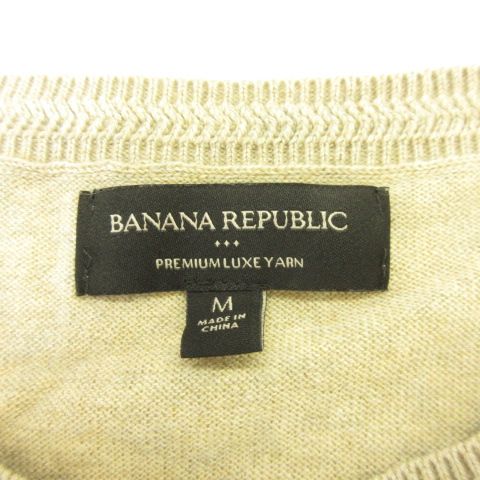 BANANA REPUBLIC
PREMIUM LUXE YARN
M
MADE IN
CHINA